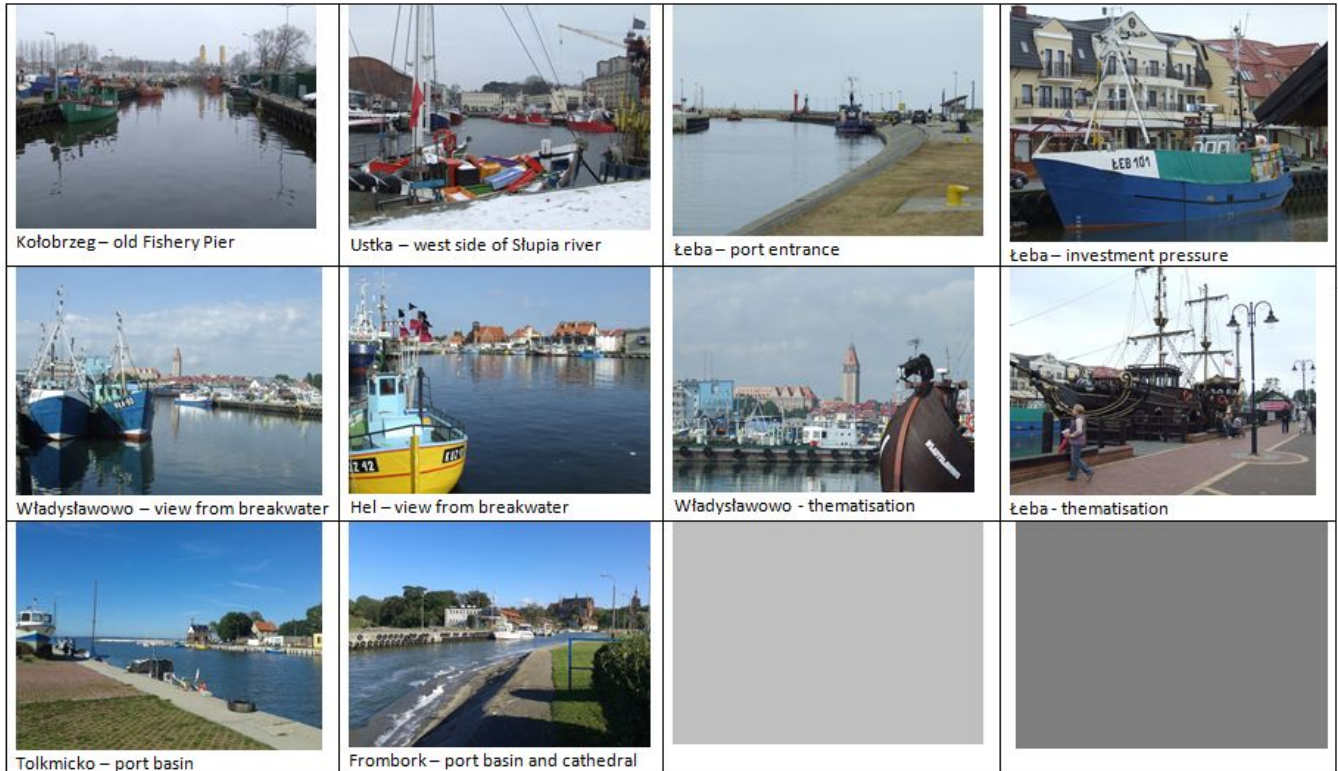 Kołobrzeg – old Fishery Pier
Ustka – west side of Słupia river
Łeba – port entrance
ŁEB 101
Łeba – investment pressure
Władysławowo – view from breakwater
Hel – view from breakwater
Władysławowo - thematisation
Łeba - thematisation
Tolkmicko – port basin
Frombork – port basin and cathedral